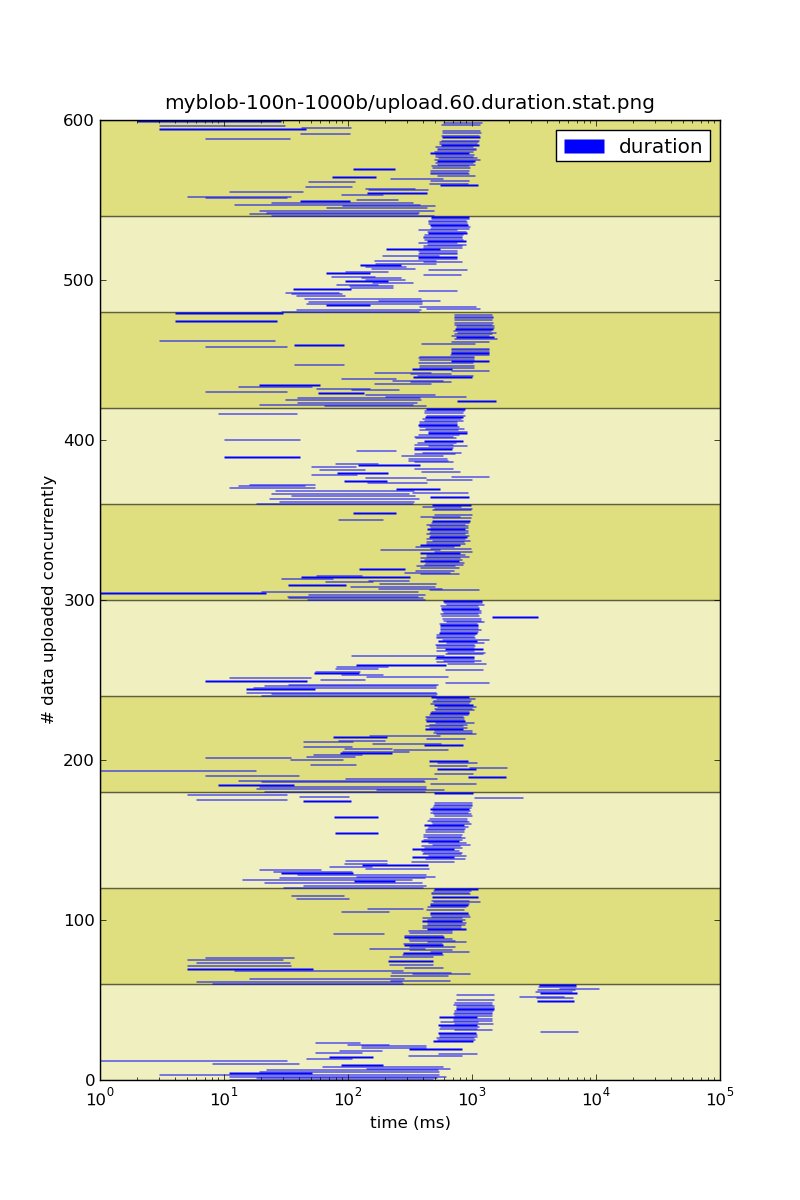 myblob-100n-1000b/upload.60.duration.stat.png
duration
600
500
400
300
200
100
0
# data uploaded concurrently
10^0 10^1 10^2 10^3 10^4 10^5
time (ms)